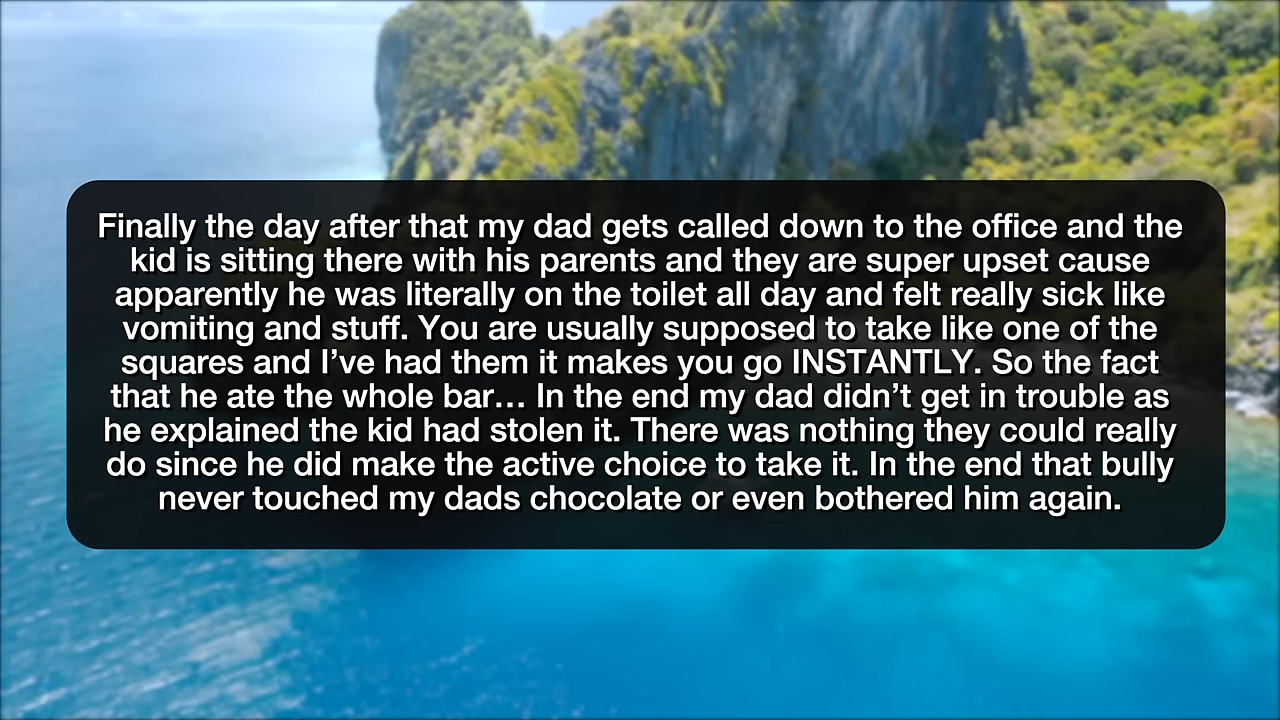 Finally the day after that my dad gets called down to the office and the
kid is sitting there with his parents and they are super upset cause
apparently he was literally on the toilet all day and felt really sick like
vomiting and stuff. You are usually supposed to take like one of the
squares and I’ve had them it makes you go INSTANTLY. So the fact
that he ate the whole bar… In the end my dad didn’t get in trouble as
he explained the kid had stolen it. There was nothing they could really
do since he did make the active choice to take it. In the end that bully
never touched my dads chocolate or even bothered him again.